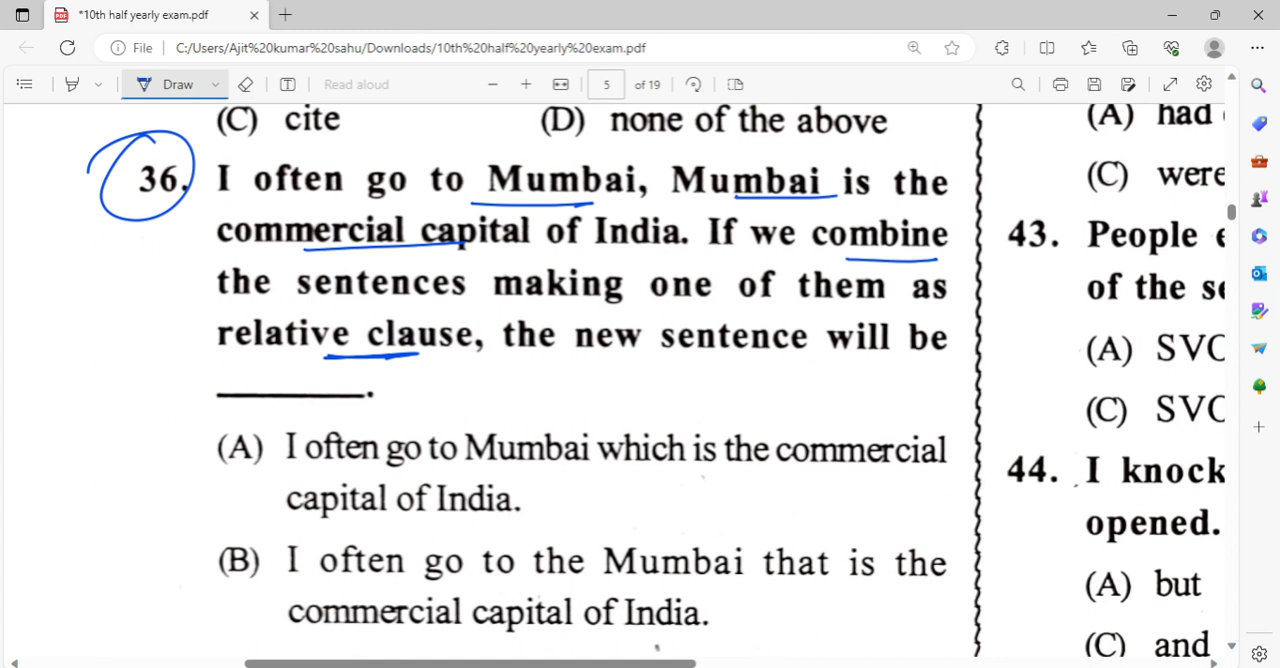 *10th half yearly exam.pdf
File C:/Users/Ajit%20kumar%20sahu/Downloads/10th%20half%20yearly%20exam.pdf
Draw Read aloud 5 of 19
(C) cite (D) none of the above
36. I often go to Mumbai, Mumbai is the
commercial capital of India. If we combine
the sentences making one of them as
relative clause, the new sentence will be
________.
(A) I often go to Mumbai which is the commercial
capital of India.
(B) I often go to the Mumbai that is the
commercial capital of India.
(A) had
(C) were
43. People e
of the se
(A) SVC
(C) SVC
44. I knock
opened.
(A) but
(C) and